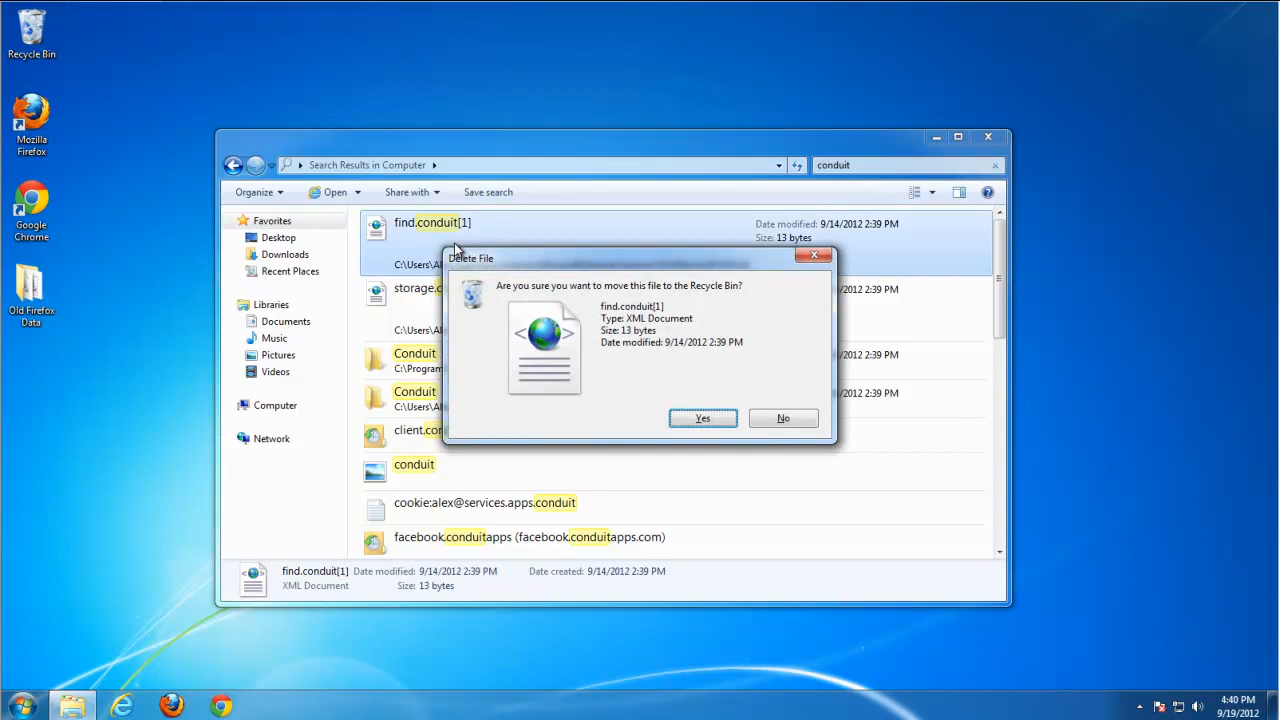 Recycle Bin
Mozilla
Firefox
Google
Chrome
Old Firefox
Data
Search Results in Computer
conduit
Organize
Open
Share with
Save search
Favorites
Desktop
Downloads
Recent Places
Libraries
Documents
Music
Pictures
Videos
Computer
Network
find.conduit[1]
Date modified: 9/14/2012 2:39 PM
Size: 13 bytes
C:\Users\Al
storage.c
2 2:39 PM
C:\Users\Al
Conduit
2 2:39 PM
C:\Program
Conduit
2 2:39 PM
C:\Users\Al
client.con
conduit
cookie:alex@services.apps.conduit
facebook.conduitapps (facebook.conduitapps.com)
Delete File
Are you sure you want to move this file to the Recycle Bin?
find.conduit[1]
Type: XML Document
Size: 13 bytes
Date modified: 9/14/2012 2:39 PM
Yes
No
find.conduit[1] Date modified: 9/14/2012 2:39 PM Date created: 9/14/2012 2:39 PM
XML Document Size: 13 bytes
4:40 PM
9/19/2012